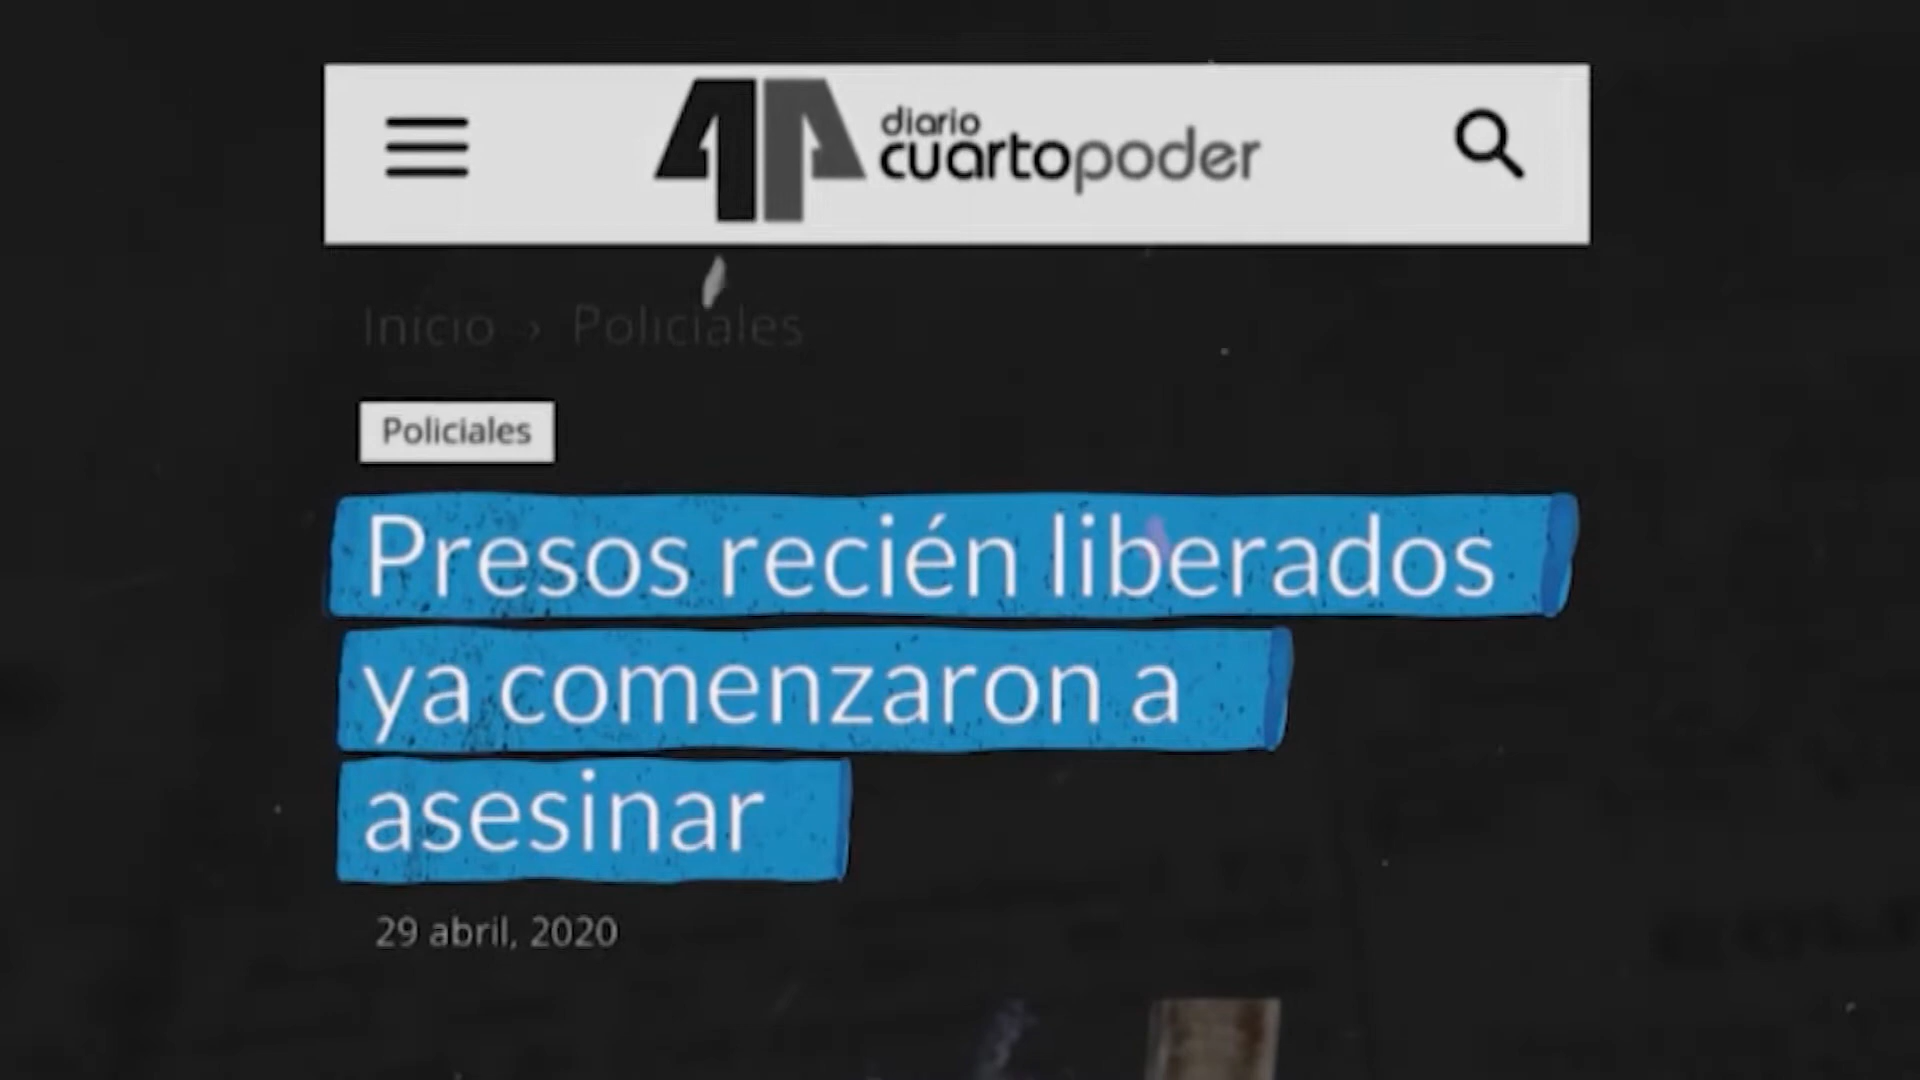 diario
cuartopoder
Inicio › Policiales
Policiales
Presos recién liberados
ya comenzaron a
asesinar
29 abril, 2020